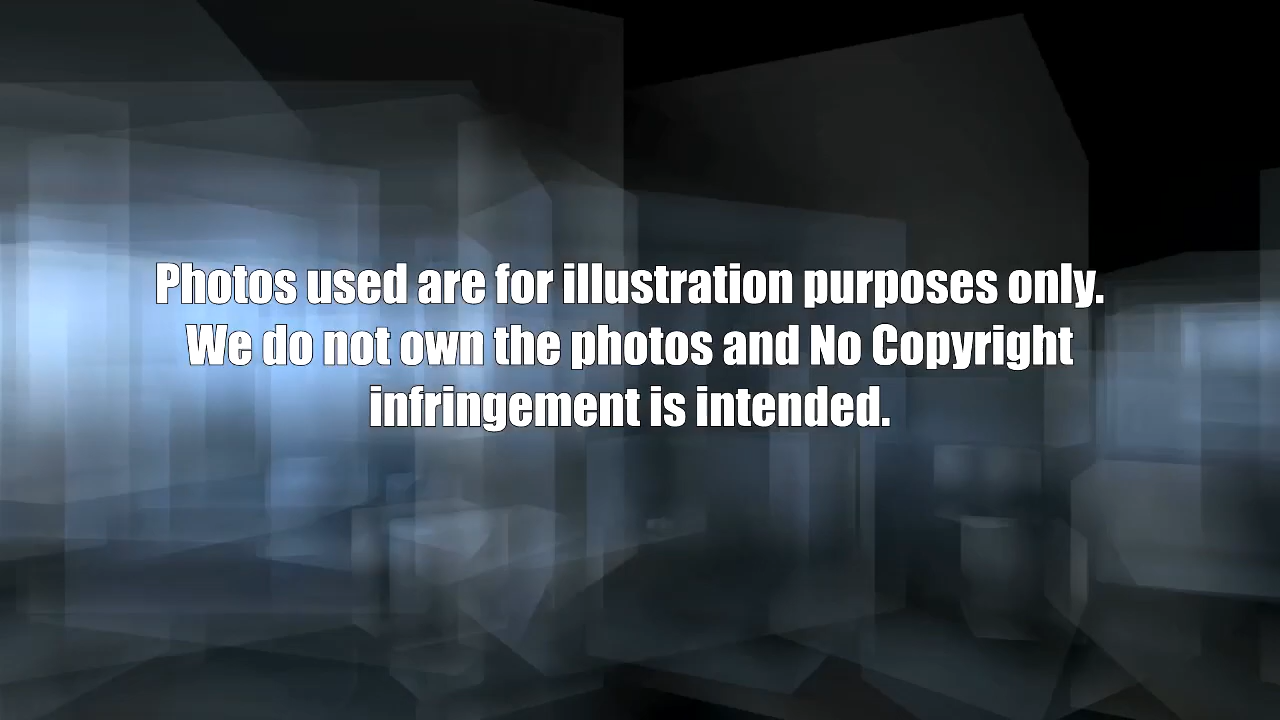 Photos used are for illustration purposes only.
We do not own the photos and No Copyright
infringement is intended.